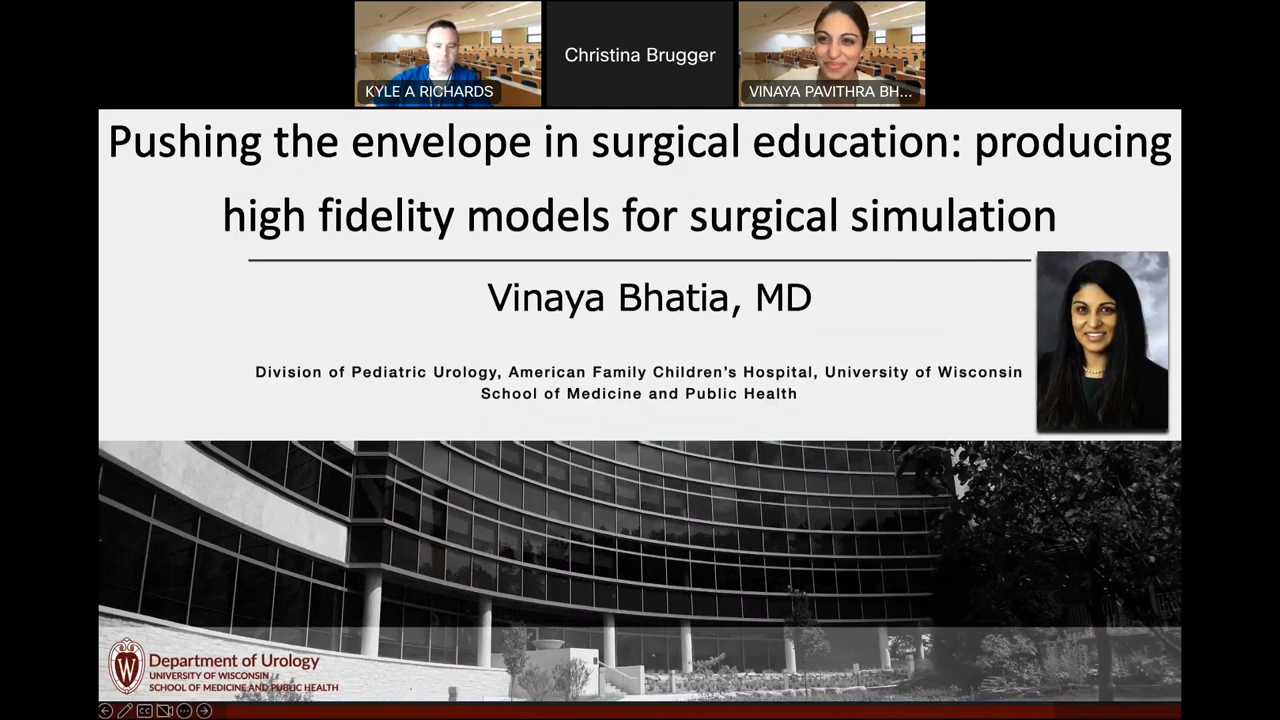 KYLE A RICHARDS
Christina Brugger
VINAYA PAVITHRA BH...
Pushing the envelope in surgical education: producing
high fidelity models for surgical simulation
Vinaya Bhatia, MD
Division of Pediatric Urology, American Family Children's Hospital, University of Wisconsin
School of Medicine and Public Health
W
Department of Urology
UNIVERSITY OF WISCONSIN
SCHOOL OF MEDICINE AND PUBLIC HEALTH
CC